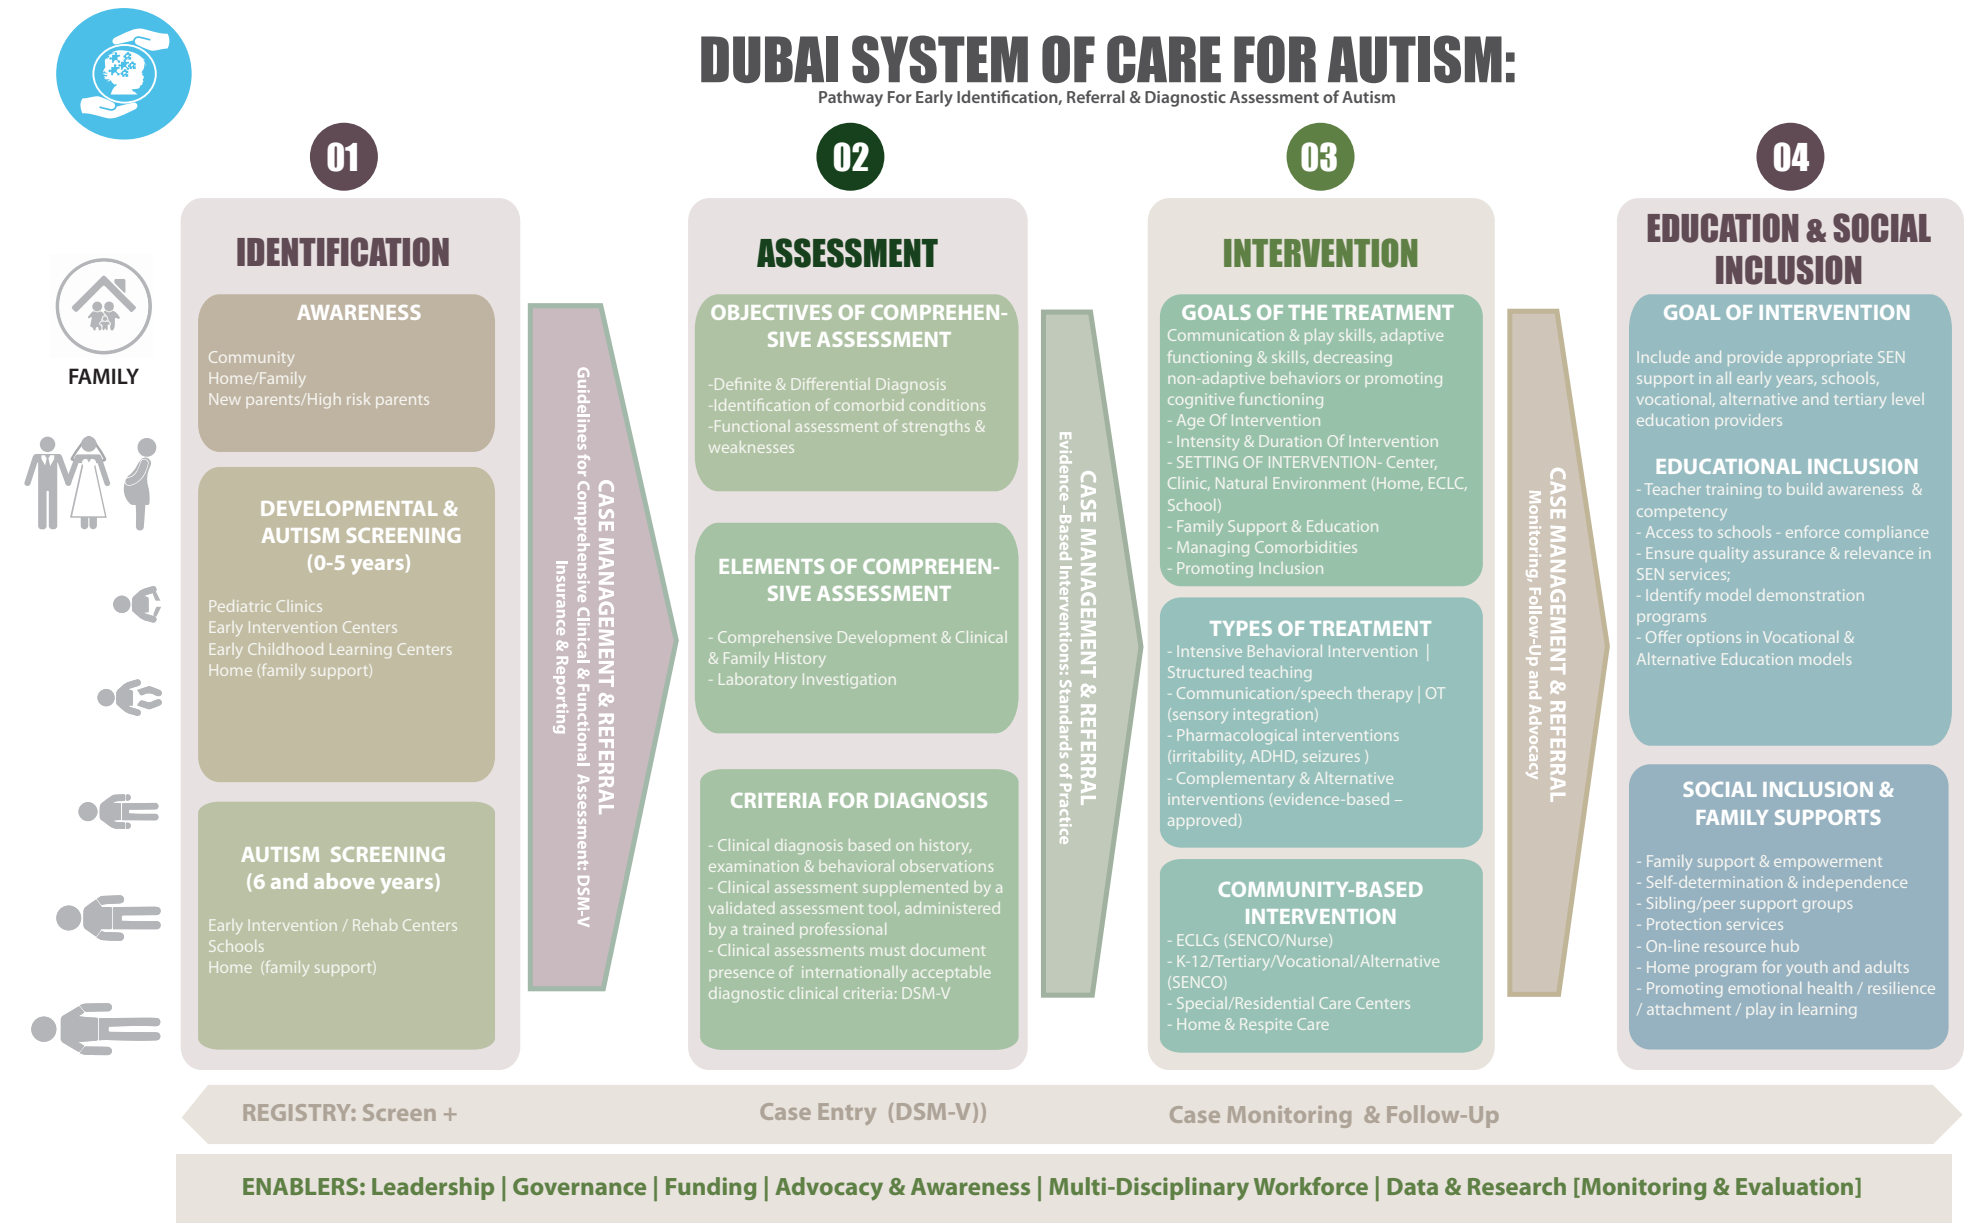 DUBAI SYSTEM OF CARE FOR AUTISM:
Pathway For Early Identification, Referral & Diagnostic Assessment of Autism
FAMILY
01
IDENTIFICATION
AWARENESS
Community
Home/Family
New parents/High risk parents
DEVELOPMENTAL &
AUTISM SCREENING
(0-5 years)
Pediatric Clinics
Early Intervention Centers
Early Childhood Learning Centers
Home (family support)
AUTISM SCREENING
(6 and above years)
Early Intervention / Rehab Centers
Schools
Home (family support)
CASE MANAGEMENT & REFERRAL
Guidelines for Comprehensive Clinical & Functional Assessment: DSM-V
Insurance & Reporting
02
ASSESSMENT
OBJECTIVES OF COMPREHEN-
SIVE ASSESSMENT
-Definite & Differential Diagnosis
-Identification of comorbid conditions
-Functional assessment of strengths &
weaknesses
ELEMENTS OF COMPREHEN-
SIVE ASSESSMENT
- Comprehensive Development & Clinical
& Family History
- Laboratory Investigation
CRITERIA FOR DIAGNOSIS
- Clinical diagnosis based on history,
examination & behavioral observations
- Clinical assessment supplemented by a
validated assessment tool, administered
by a trained professional
- Clinical assessments must document
presence of internationally acceptable
diagnostic clinical criteria: DSM-V
CASE MANAGEMENT & REFERRAL
Evidence –Based Interventions: Standards of Practice
03
INTERVENTION
GOALS OF THE TREATMENT
Communication & play skills, adaptive
functioning & skills, decreasing
non-adaptive behaviors or promoting
cognitive functioning
- Age Of Intervention
- Intensity & Duration Of Intervention
- SETTING OF INTERVENTION- Center,
Clinic, Natural Environment (Home, ECLC,
School)
- Family Support & Education
- Managing Comorbidities
- Promoting Inclusion
TYPES OF TREATMENT
- Intensive Behavioral Intervention |
Structured teaching
- Communication/speech therapy | OT
(sensory integration)
- Pharmacological interventions
(irritability, ADHD, seizures )
- Complementary & Alternative
interventions (evidence-based –
approved)
COMMUNITY-BASED
INTERVENTION
- ECLCs (SENCO/Nurse)
- K-12/Tertiary/Vocational/Alternative
(SENCO)
- Special/Residential Care Centers
- Home & Respite Care
CASE MANAGEMENT & REFERRAL
Monitoring, Follow-Up and Advocacy
04
EDUCATION & SOCIAL
INCLUSION
GOAL OF INTERVENTION
Include and provide appropriate SEN
support in all early years, schools,
vocational, alternative and tertiary level
education providers
EDUCATIONAL INCLUSION
- Teacher training to build awareness &
competency
- Access to schools - enforce compliance
- Ensure quality assurance & relevance in
SEN services;
- Identify model demonstration
programs
- Offer options in Vocational &
Alternative Education models
SOCIAL INCLUSION &
FAMILY SUPPORTS
- Family support & empowerment
- Self-determination & independence
- Sibling/peer support groups
- Protection services
- On-line resource hub
- Home program for youth and adults
- Promoting emotional health / resilience
/ attachment / play in learning
REGISTRY: Screen +
Case Entry (DSM-V))
Case Monitoring & Follow-Up
ENABLERS: Leadership | Governance | Funding | Advocacy & Awareness | Multi-Disciplinary Workforce | Data & Research [Monitoring & Evaluation]